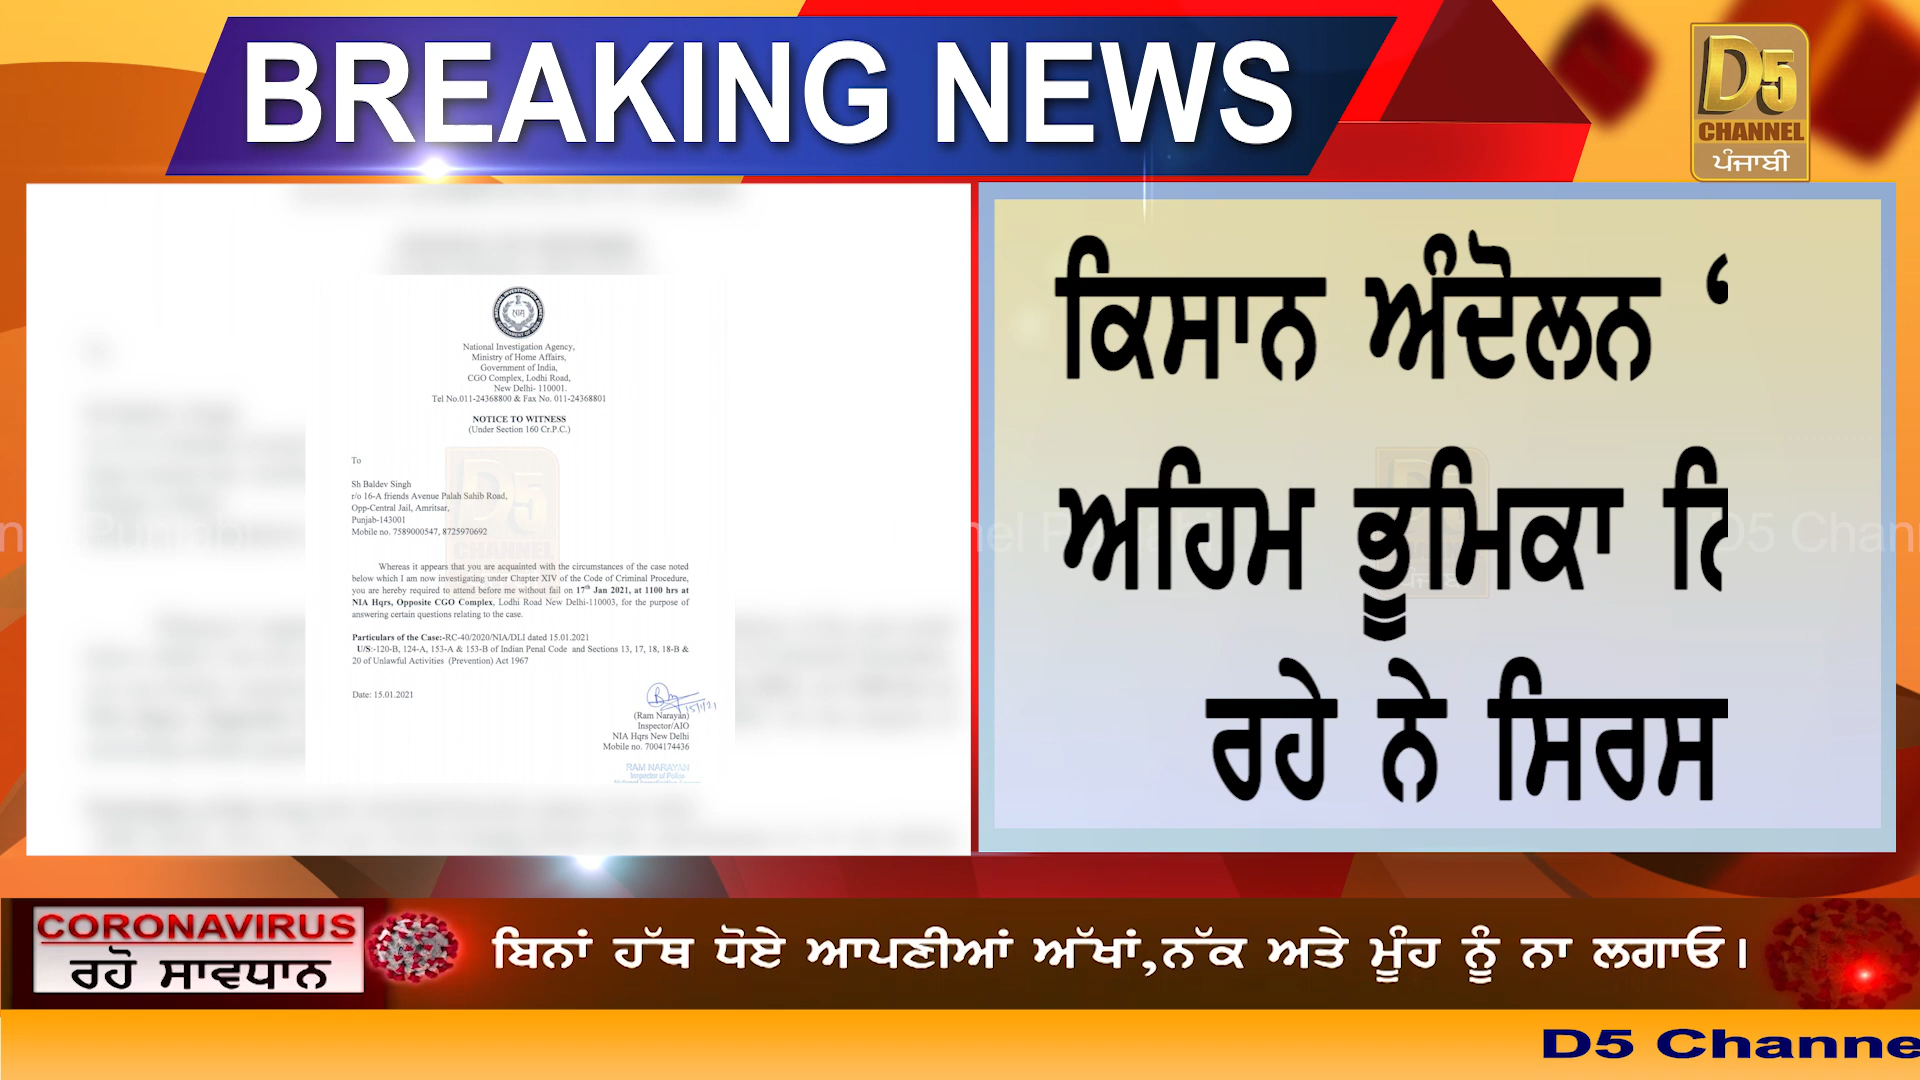 BREAKING NEWS
D5
CHANNEL
ਪੰਜਾਬੀ
National Investigation Agency,
Ministry of Home Affairs,
Government of India,
CGO Complex, Lodhi Road,
New Delhi- 110001.
Tel No.011-24368800 & Fax No. 011-24368801
NOTICE TO WITNESS
(Under Section 160 Cr.P.C.)
To
Sh Baldev Singh
r/o 16-A friends Avenue Palah Sahib Road,
Opp-Central Jail, Amritsar,
Punjab-143001
Mobile no. 7589000547, 8725970692
Whereas it appears that you are acquainted with the circumstances of the case noted
below which I am now investigating under Chapter XIV of the Code of Criminal Procedure,
you are hereby required to attend before me without fail on 17th Jan 2021, at 1100 hrs at
NIA Hqrs, Opposite CGO Complex, Lodhi Road New Delhi-110003, for the purpose of
answering certain questions relating to the case.
Particulars of the Case:-RC-40/2020/NIA/DLI dated 15.01.2021
U/S:-120-B, 124-A, 153-A & 153-B of Indian Penal Code and Sections 13, 17, 18, 18-B &
20 of Unlawful Activities (Prevention) Act 1967
Date: 15.01.2021
15/1/21
(Ram Narayan)
Inspector/AIO
NIA Hqrs New Delhi
Mobile no. 7004174436
RAM NARAYAN
Inspector of Police
ਕਿਸਾਨ ਅੰਦੋਲਨ ‘
ਅਹਿਮ ਭੂਮਿਕਾ ਨਿ
ਰਹੇ ਨੇ ਸਿਰਸ
CORONAVIRUS
ਰਹੋ ਸਾਵਧਾਨ
ਬਿਨਾਂ ਹੱਥ ਧੋਏ ਆਪਣੀਆਂ ਅੱਖਾਂ,ਨੱਕ ਅਤੇ ਮੂੰਹ ਨੂੰ ਨਾ ਲਗਾਓ।
D5 Channe